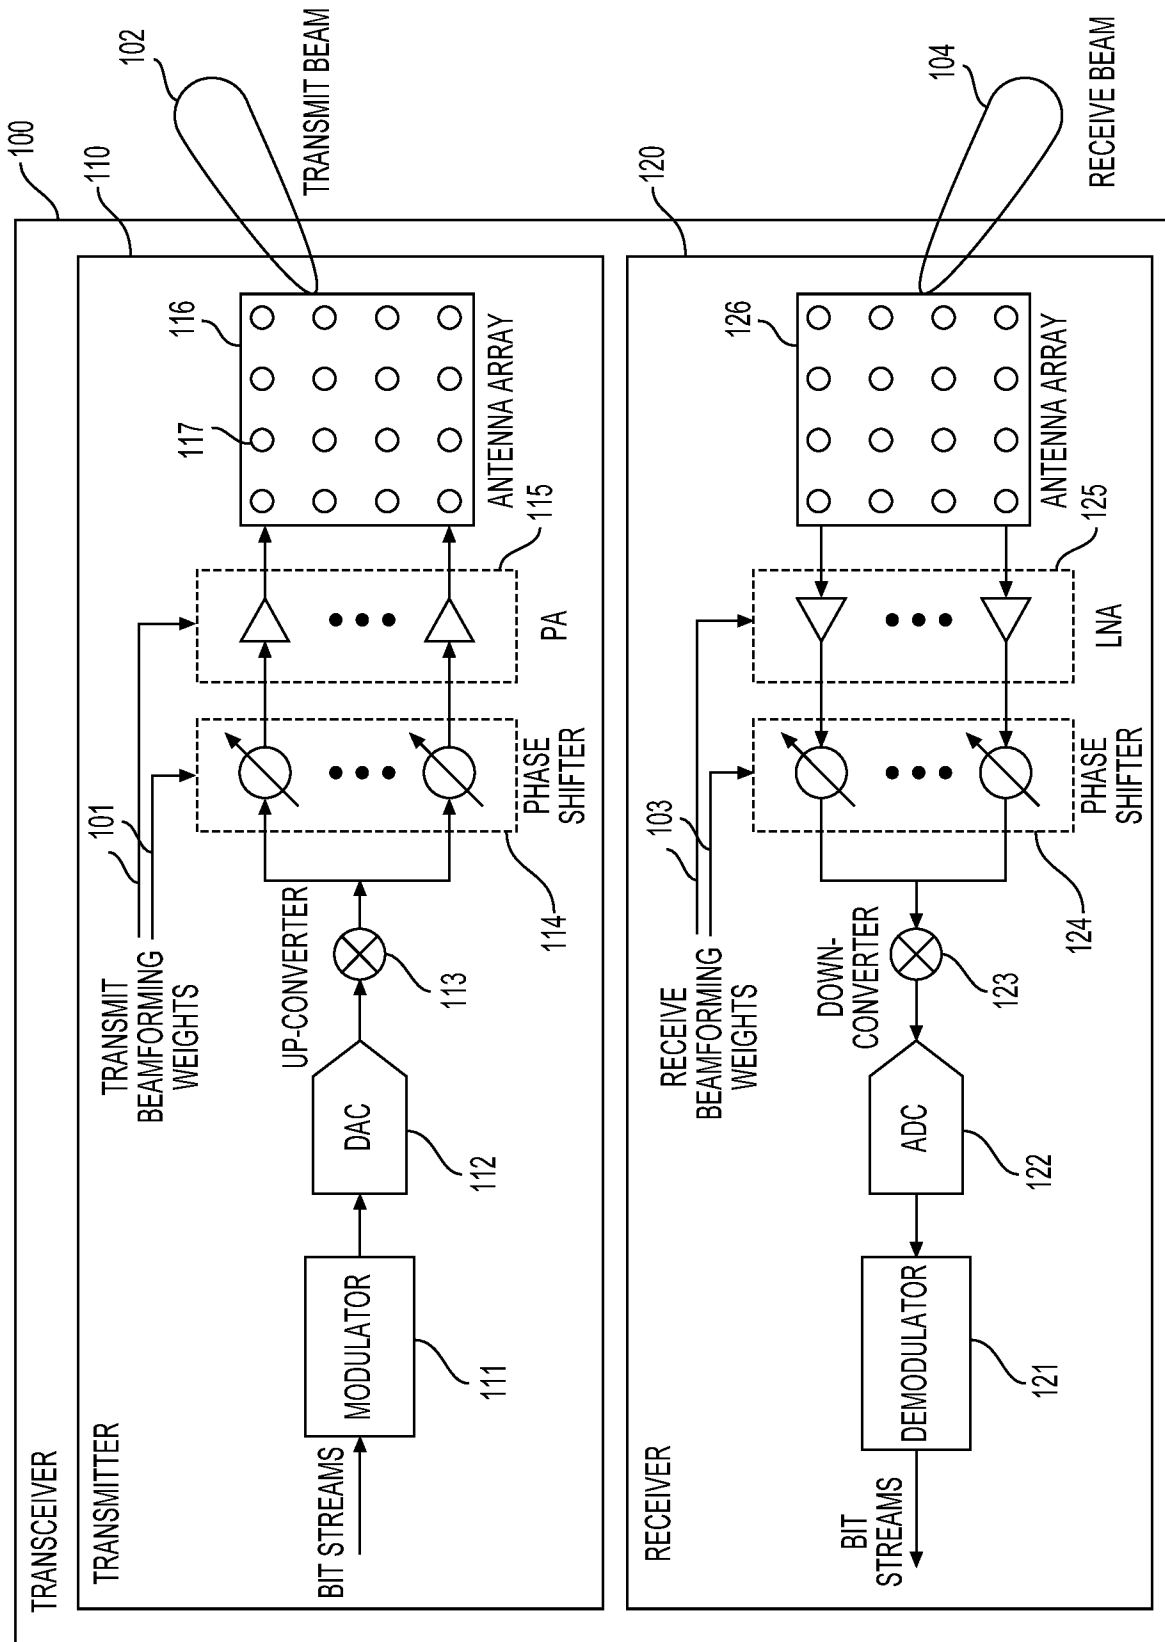 TRANSCEIVER
100
TRANSMITTER
110
BIT STREAMS
MODULATOR
111
DAC
112
UP-CONVERTER
113
TRANSMIT
BEAMFORMING
WEIGHTS
101
PHASE
SHIFTER
114
PA
115
ANTENNA ARRAY
116
117
TRANSMIT BEAM
102
RECEIVER
120
BIT
STREAMS
DEMODULATOR
121
ADC
122
DOWN-
CONVERTER
123
RECEIVE
BEAMFORMING
WEIGHTS
103
PHASE
SHIFTER
124
LNA
125
ANTENNA ARRAY
126
RECEIVE BEAM
104